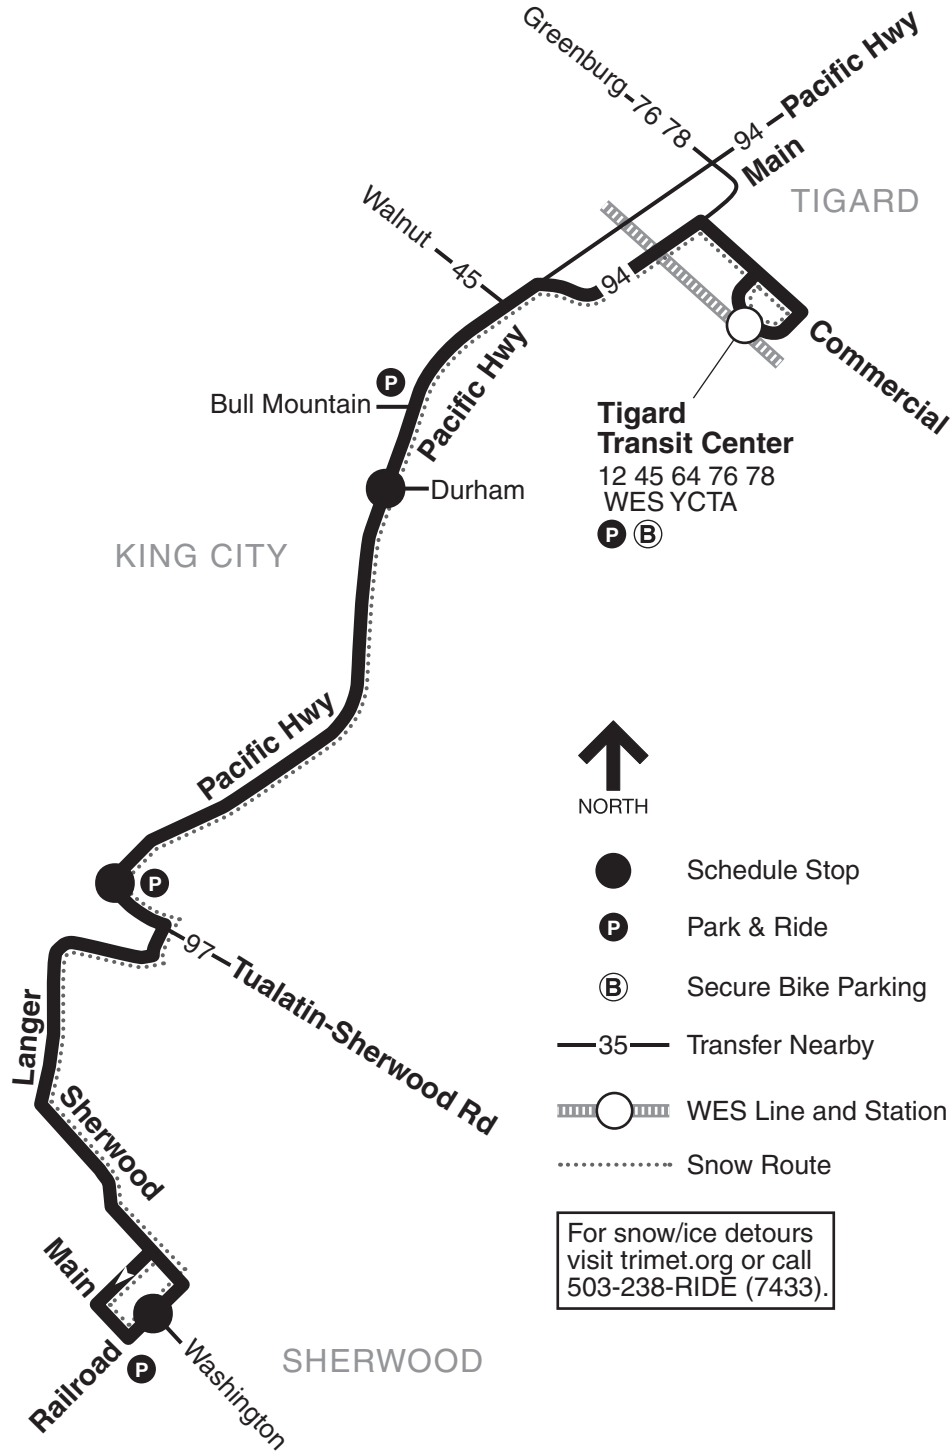 Greenburg
76 78
94
Pacific Hwy
Main
TIGARD
Walnut
45
94
Pacific Hwy
Commercial
P
Bull Mountain
Tigard
Transit Center
12 45 64 76 78
WES YCTA
P B
Durham
KING CITY
Pacific Hwy
NORTH
P
Schedule Stop
P Park & Ride
B Secure Bike Parking
35 Transfer Nearby
WES Line and Station
Snow Route
97
Tualatin-Sherwood Rd
Langer
Sherwood
For snow/ice detours
visit trimet.org or call
503-238-RIDE (7433).
Main
Railroad
P
Washington
SHERWOOD